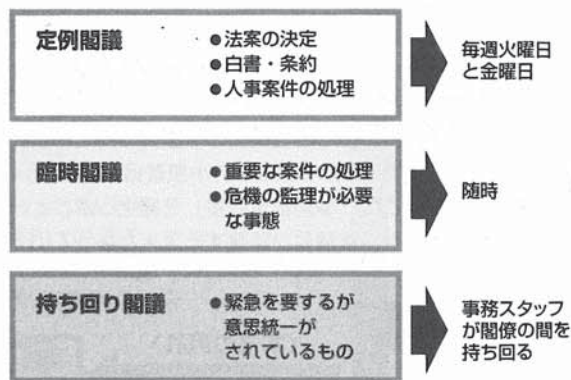 定例閣議
●法案の決定
●白書・条約
●人事案件の処理
毎週火曜日
と金曜日
臨時閣議
●重要な案件の処理
●危機の監理が必要
な事態
随時
持ち回り閣議
●緊急を要するが
意思統一が
されているもの
事務スタッフ
が閣僚の間を
持ち回る